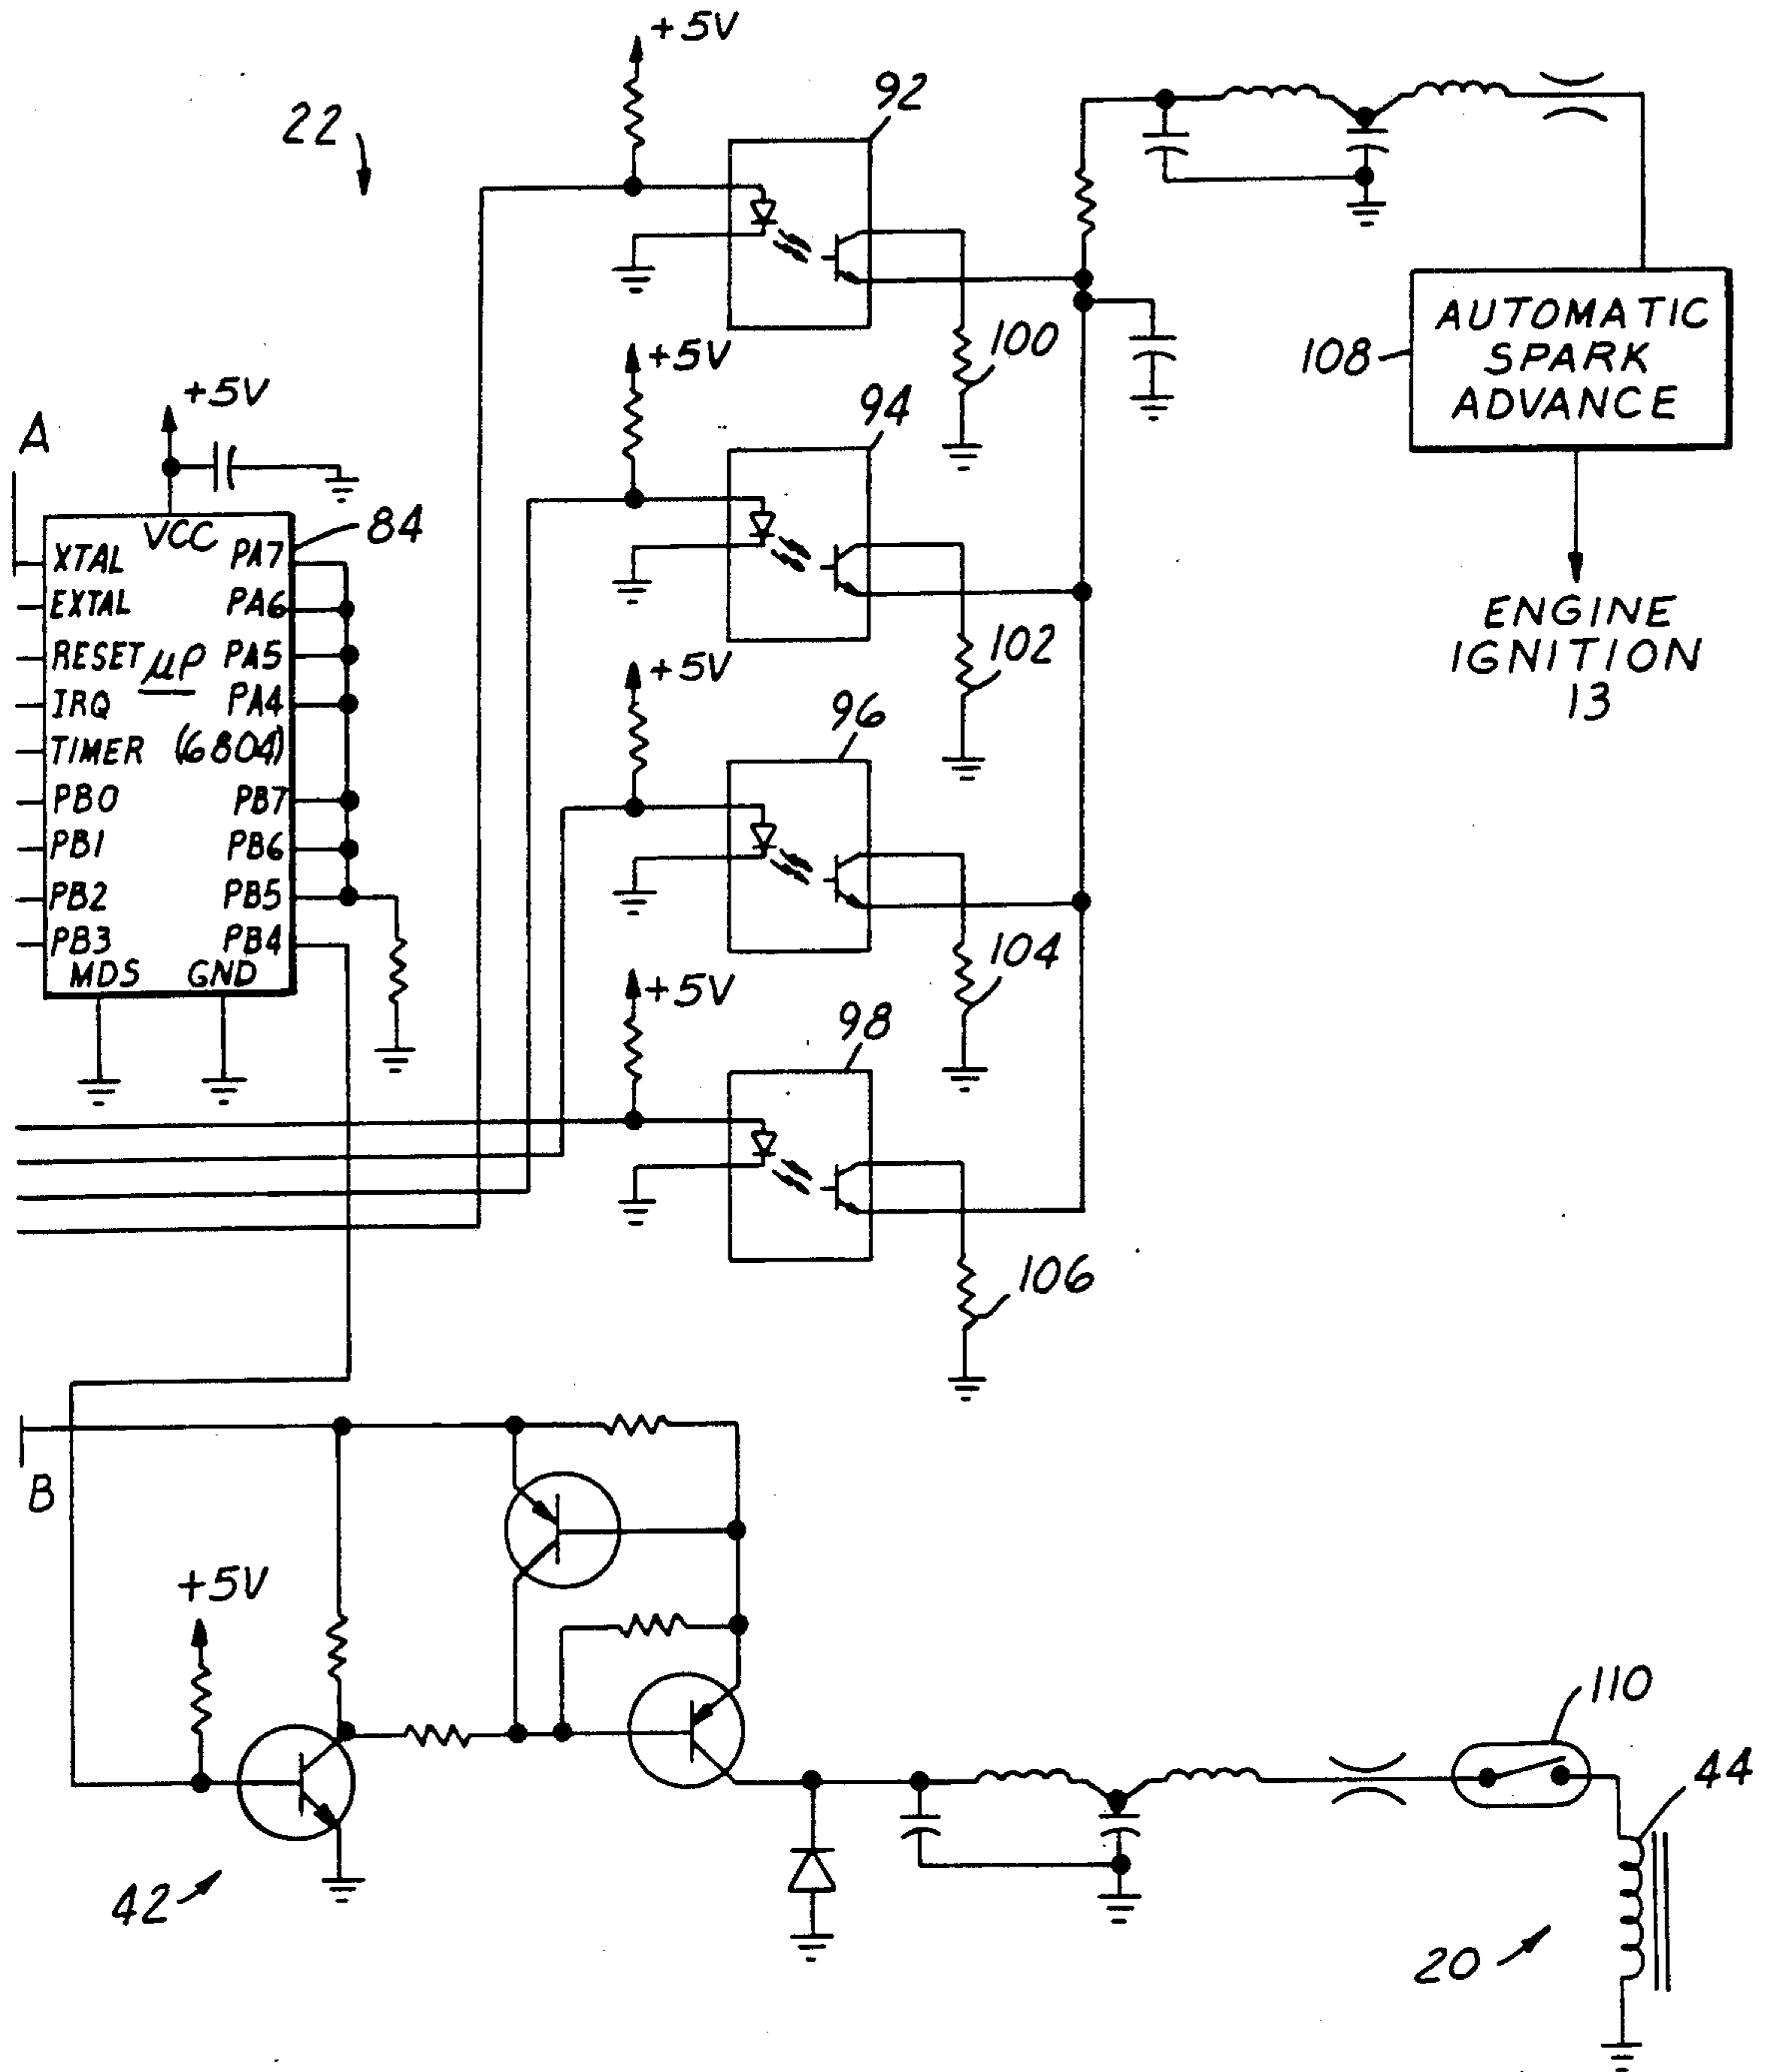 +5V
92
22
+5V
100
AUTOMATIC
SPARK
ADVANCE
108
+5V
A
94
84
VCC
XTAL
PA7
EXTAL
PA6
RESET
μP
PA5
IRQ
PA4
TIMER
(6804)
PB0
PB7
PB1
PB6
PB2
PB5
PB3
PB4
MDS
GND
ENGINE
IGNITION
13
102
+5V
96
104
+5V
98
106
B
+5V
42
110
44
20